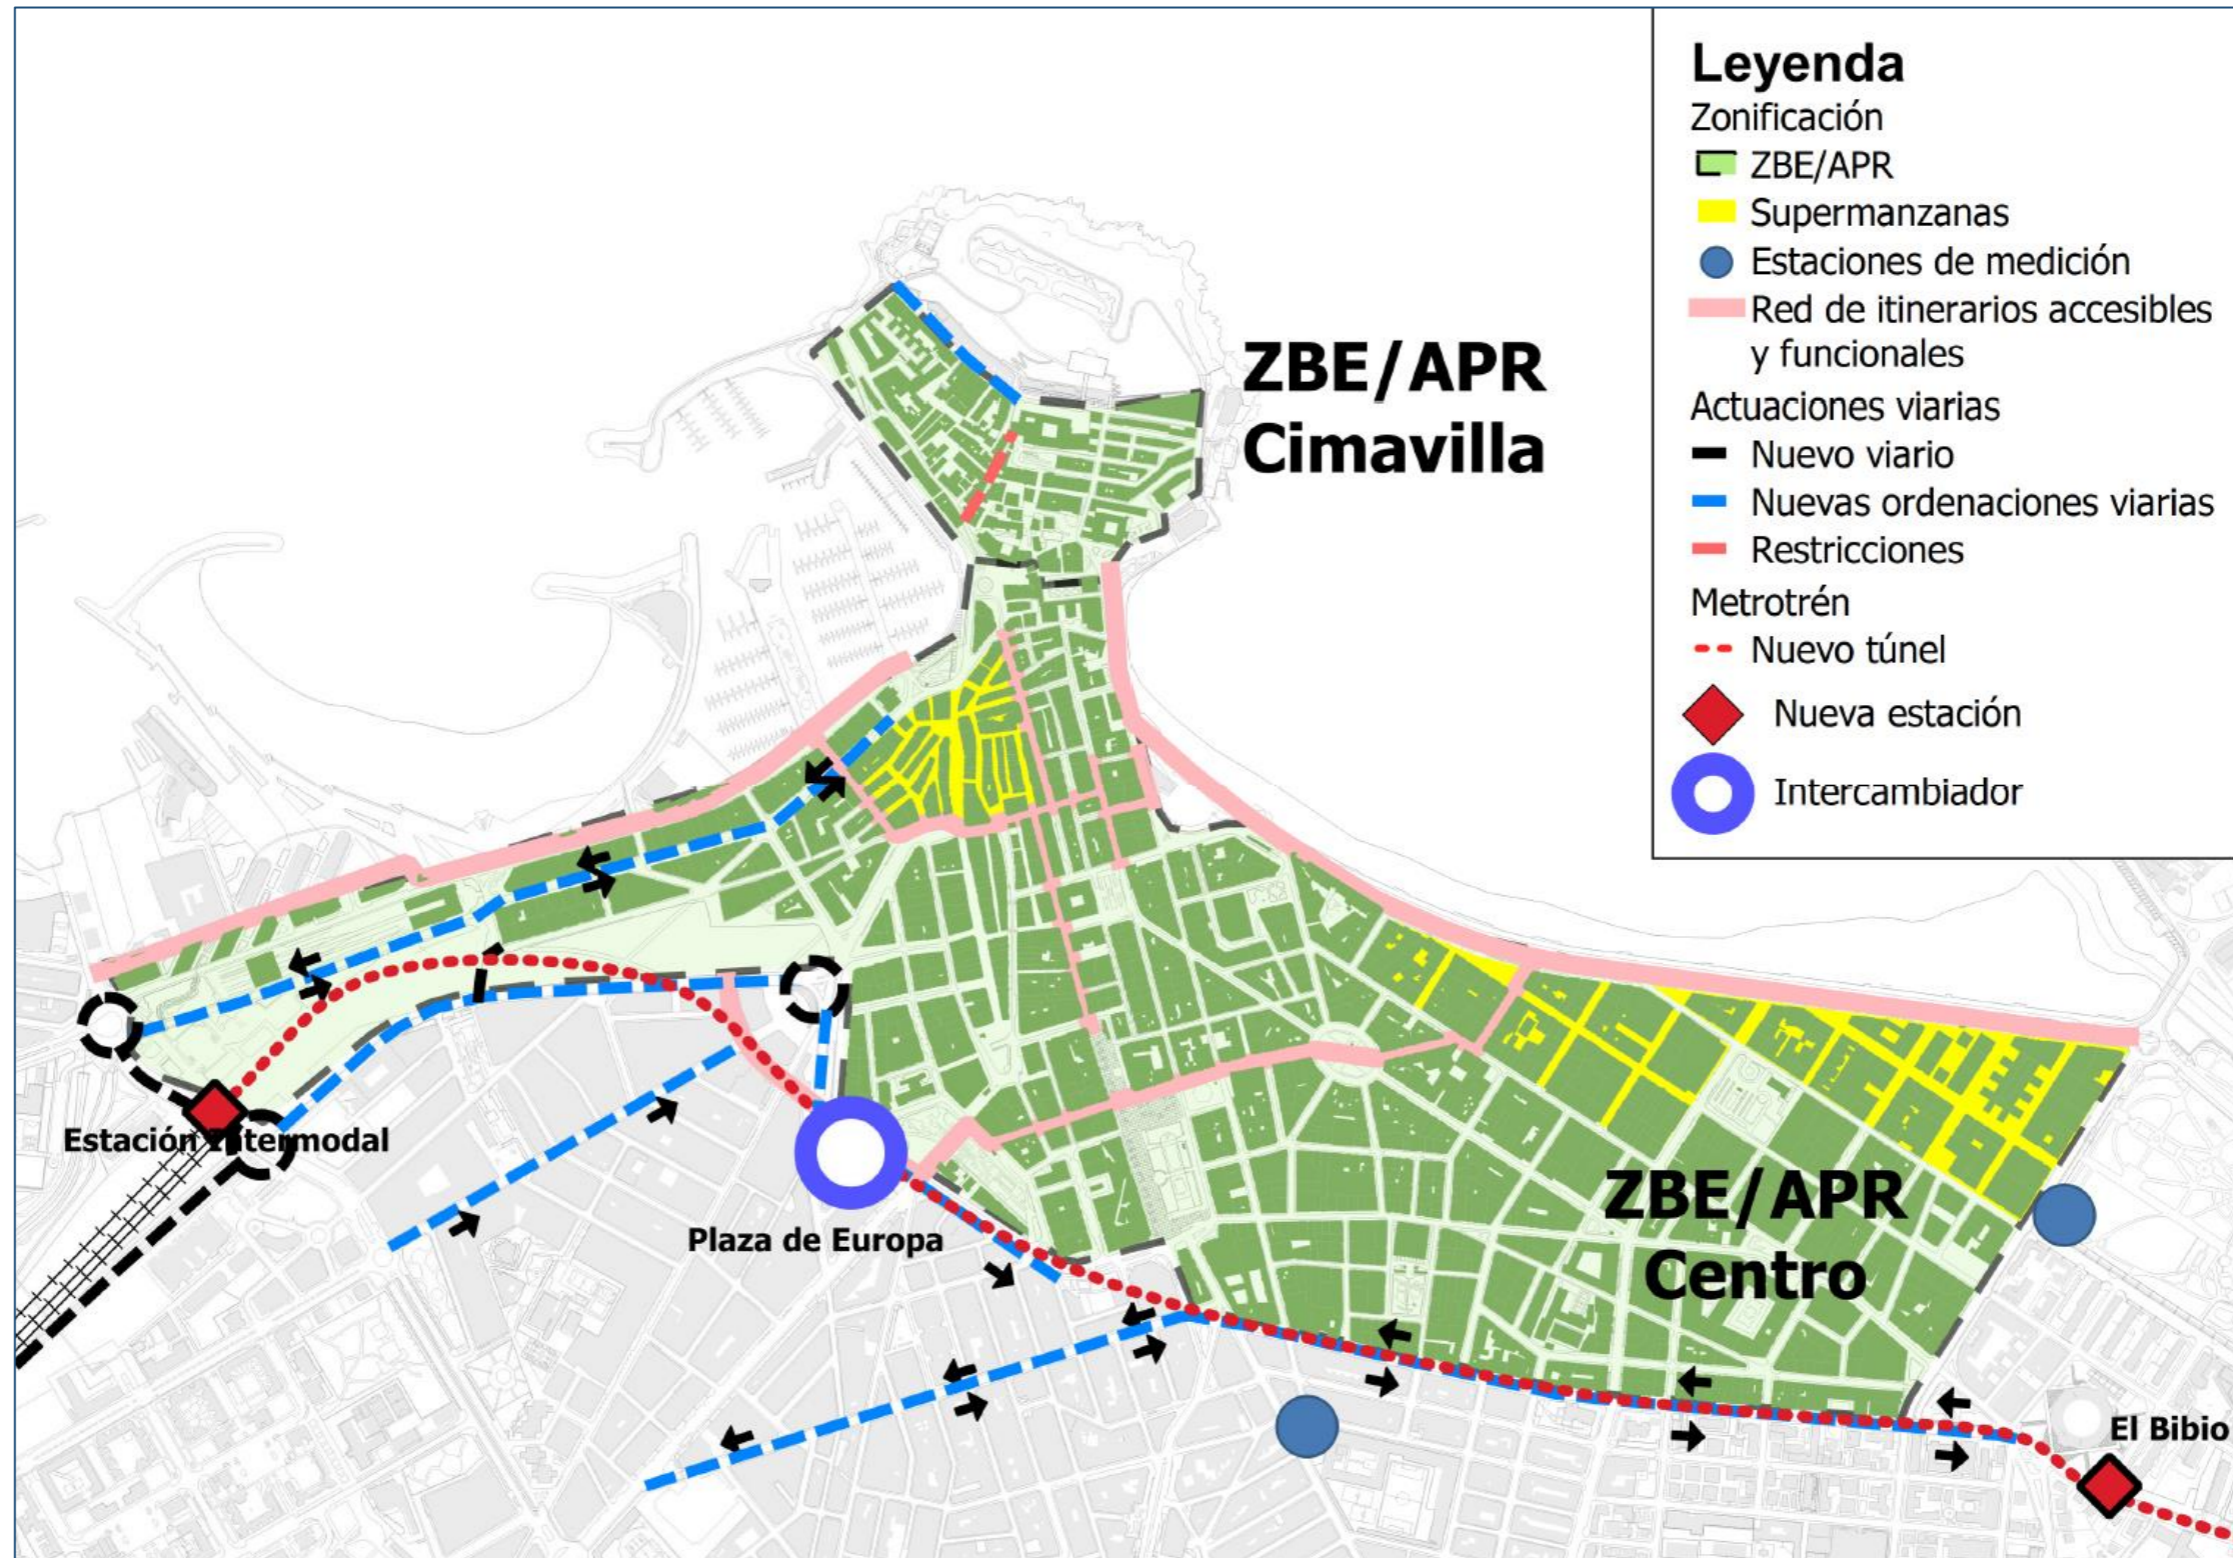 Leyenda
Zonificación
ZBE/APR
Supermanzanas
Estaciones de medición
Red de itinerarios accesibles
y funcionales
Actuaciones viarias
Nuevo viario
Nuevas ordenaciones viarias
Restricciones
Metrotrén
Nuevo túnel
Nueva estación
Intercambiador
ZBE/APR
Cimavilla
Estación Intermodal
Plaza de Europa
ZBE/APR
Centro
El Bibio